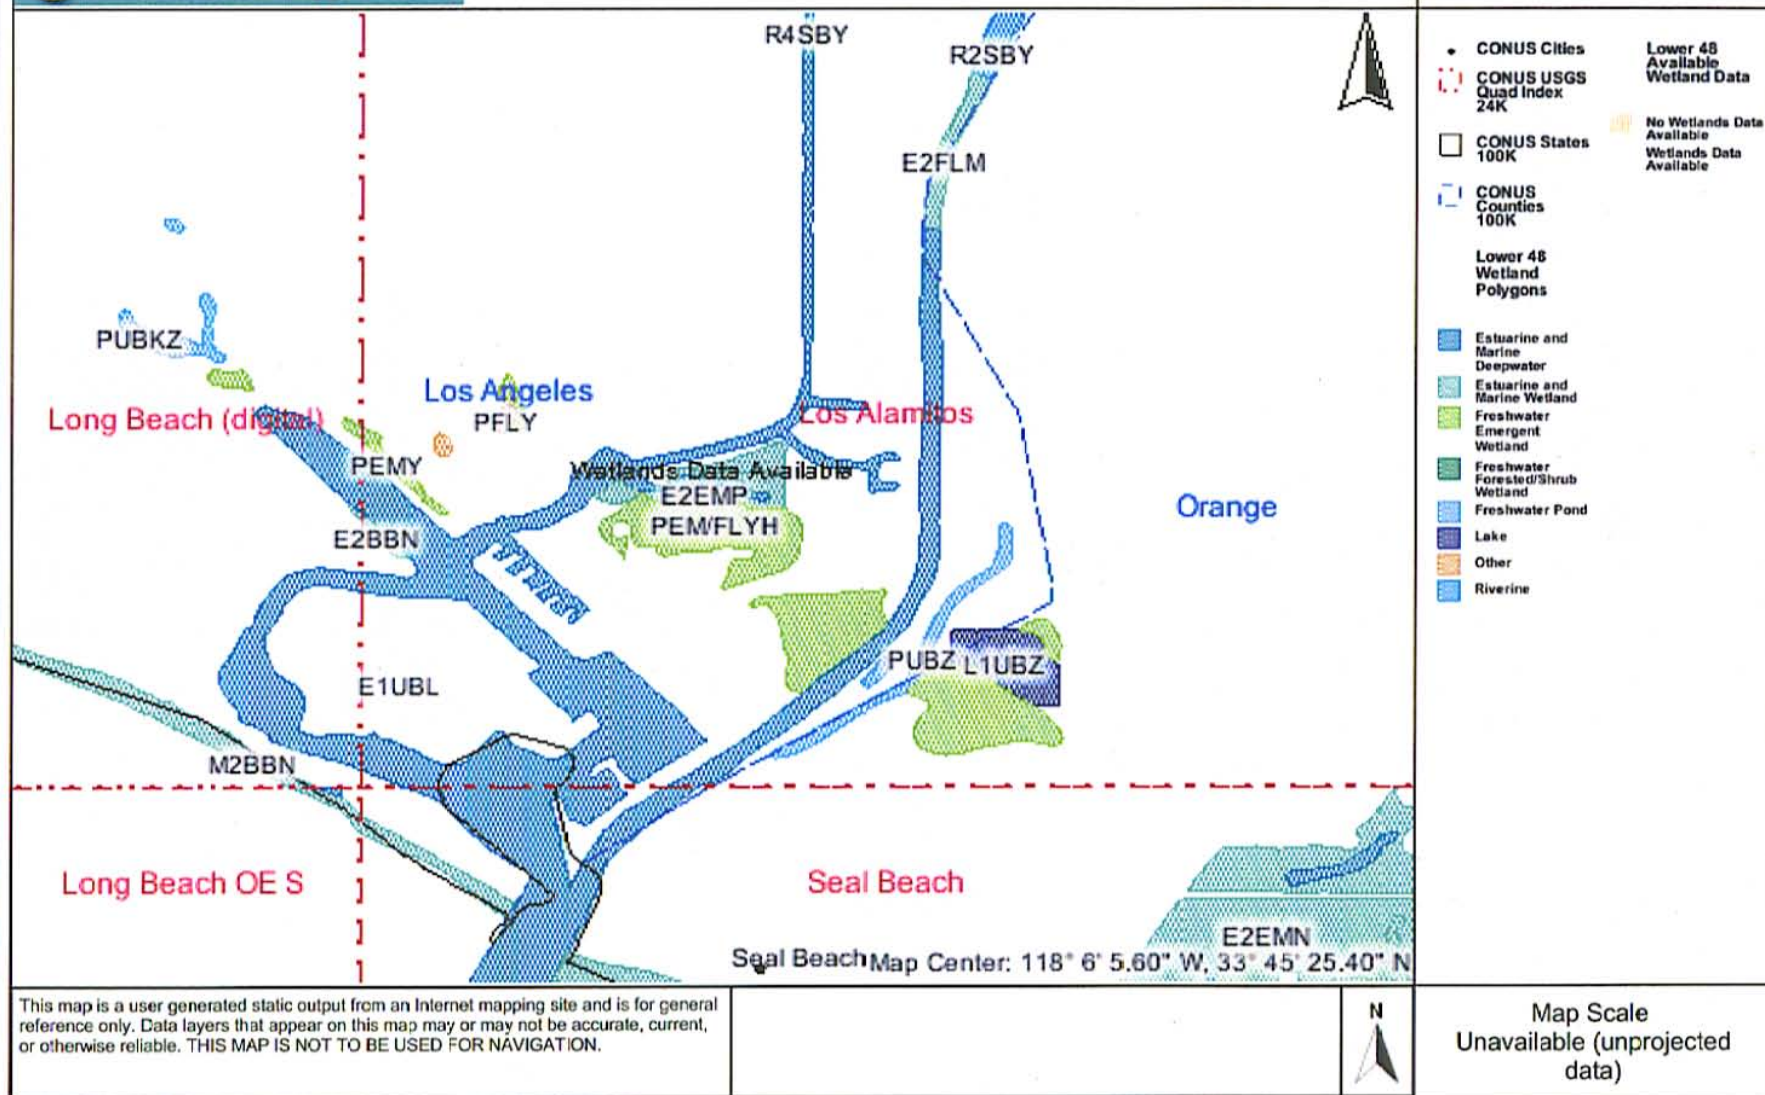 R4SBY
R2SBY
E2FLM
PUBKZ
Los Angeles
Long Beach (digital)
PFLY
Los Alamitos
PEMY
Wetlands Data Available
E2EMP
PEM/FLYH
Orange
E2BBN
PUBZ
L1UBZ
E1UBL
M2BBN
Long Beach OE S
Seal Beach
E2EMN
Seal Beach
Map Center: 118° 6' 5.60" W, 33° 45' 25.40" N
CONUS Cities
CONUS USGS
Quad Index
24K
CONUS States
100K
CONUS
Counties
100K
Lower 48
Wetland
Polygons
Estuarine and
Marine
Deepwater
Estuarine and
Marine Wetland
Freshwater
Emergent
Wetland
Freshwater
Forested/Shrub
Wetland
Freshwater Pond
Lake
Other
Riverine
Lower 48
Available
Wetland Data
No Wetlands Data
Available
Wetlands Data
Available
This map is a user generated static output from an Internet mapping site and is for general
reference only. Data layers that appear on this map may or may not be accurate, current,
or otherwise reliable. THIS MAP IS NOT TO BE USED FOR NAVIGATION.
N
Map Scale
Unavailable (unprojected
data)